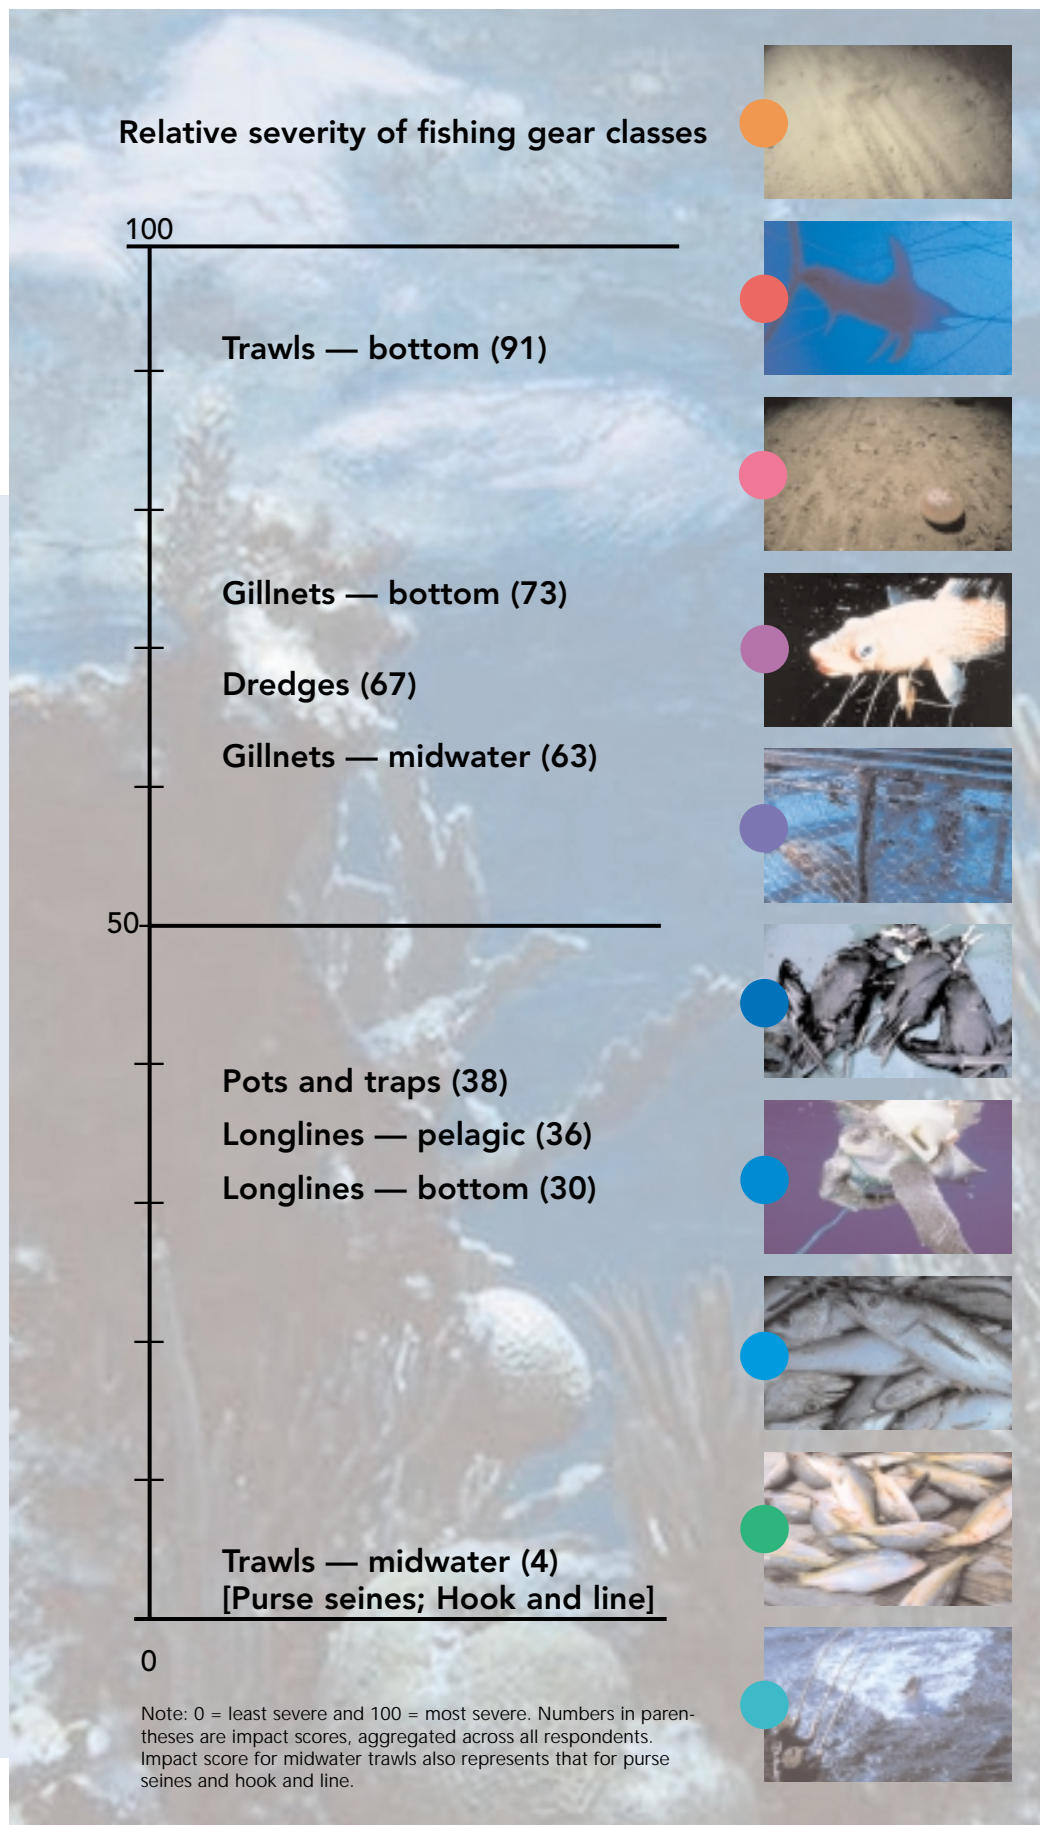 Relative severity of fishing gear classes
100
Trawls — bottom (91)
Gillnets — bottom (73)
Dredges (67)
Gillnets — midwater (63)
50
Pots and traps (38)
Longlines — pelagic (36)
Longlines — bottom (30)
Trawls — midwater (4)
[Purse seines; Hook and line]
0
Note: 0 = least severe and 100 = most severe. Numbers in paren-
theses are impact scores, aggregated across all respondents.
Impact score for midwater trawls also represents that for purse
seines and hook and line.